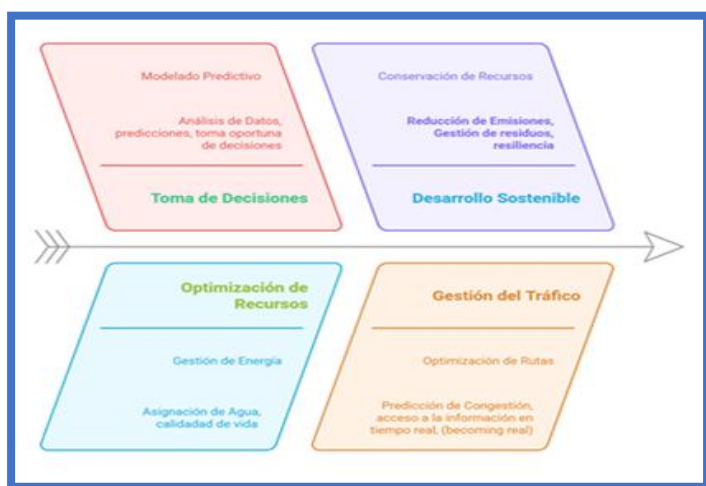 Modelado Predictivo
Análisis de Datos,
predicciones, toma oportuna
de decisiones
Toma de Decisiones
Conservación de Recursos
Reducción de Emisiones,
Gestión de residuos,
resiliencia
Desarrollo Sostenible
Optimización de
Recursos
Gestión de Energía
Asignación de Agua,
calidadad de vida
Gestión del Tráfico
Optimización de Rutas
Predicción de Congestión,
acceso a la información en
tiempo real, (becoming real)